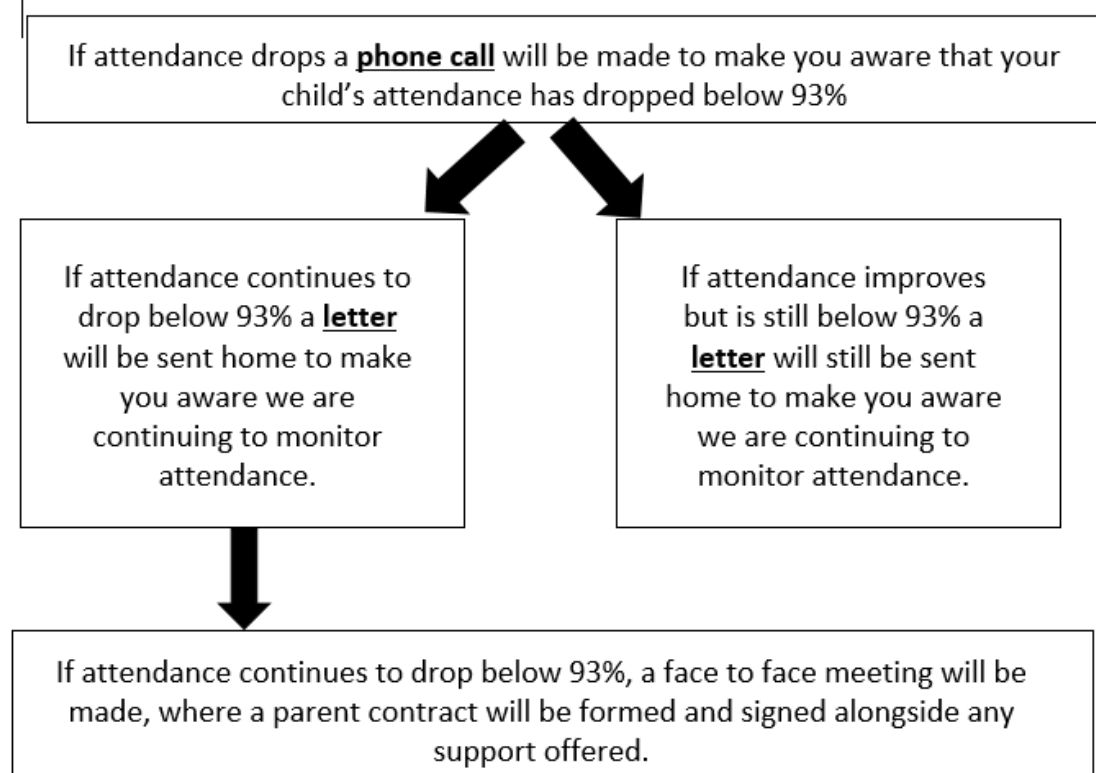 If attendance drops a phone call will be made to make you aware that your
child’s attendance has dropped below 93%
If attendance continues to
drop below 93% a letter
will be sent home to make
you aware we are
continuing to monitor
attendance.
If attendance improves
but is still below 93% a
letter will still be sent
home to make you aware
we are continuing to
monitor attendance.
If attendance continues to drop below 93%, a face to face meeting will be
made, where a parent contract will be formed and signed alongside any
support offered.